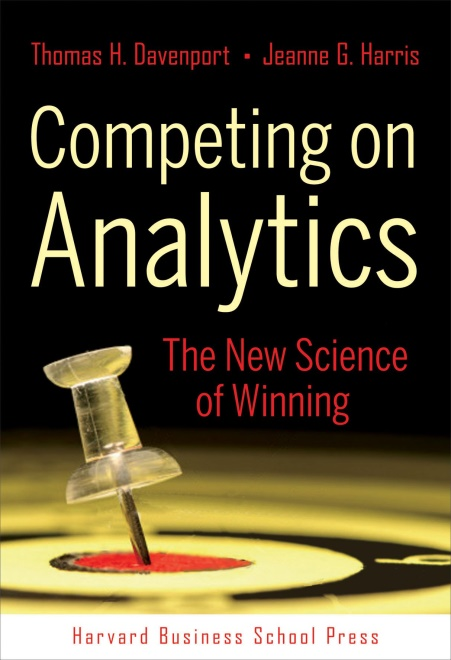 Thomas H. Davenport ▪ Jeanne G. Harris
Competing on
Analytics
The New Science
of Winning
Harvard Business School Press